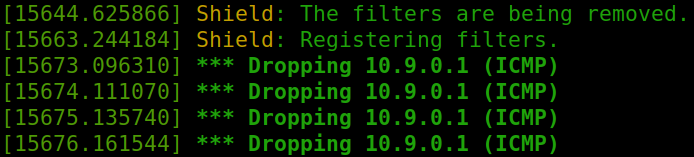 [15644.625866] Shield: The filters are being removed.
[15663.244184] Shield: Registering filters.
[15673.096310] *** Dropping 10.9.0.1 (ICMP)
[15674.111070] *** Dropping 10.9.0.1 (ICMP)
[15675.135740] *** Dropping 10.9.0.1 (ICMP)
[15676.161544] *** Dropping 10.9.0.1 (ICMP)